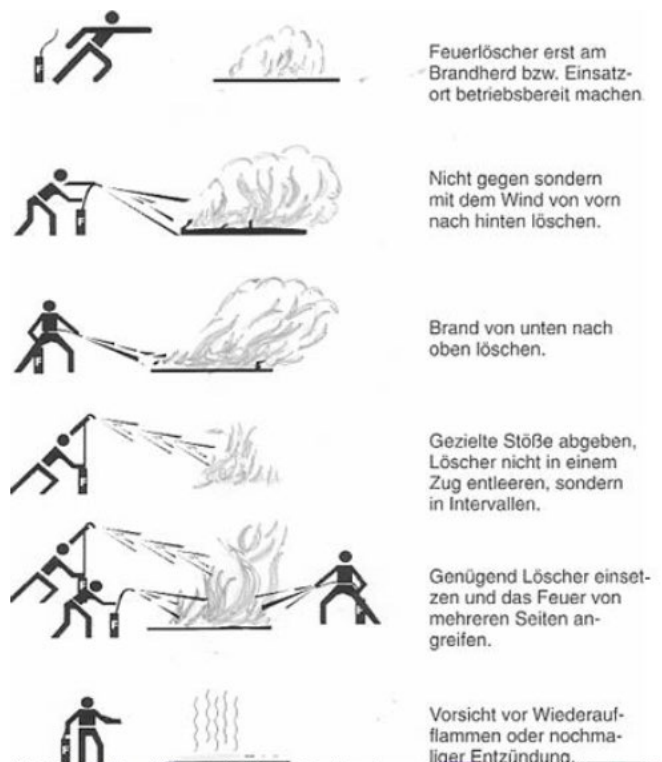 Feuerlöscher erst am
Brandherd bzw. Einsatz-
ort betriebsbereit machen
Nicht gegen sondern
mit dem Wind von vorn
nach hinten löschen.
Brand von unten nach
oben löschen.
Gezielte Stöße abgeben,
Löscher nicht in einem
Zug entleeren, sondern
in Intervallen.
Genügend Löscher einset-
zen und das Feuer von
mehreren Seiten an-
greifen.
Vorsicht vor Wiederauf-
flammen oder nochma-
liger Entzündung.